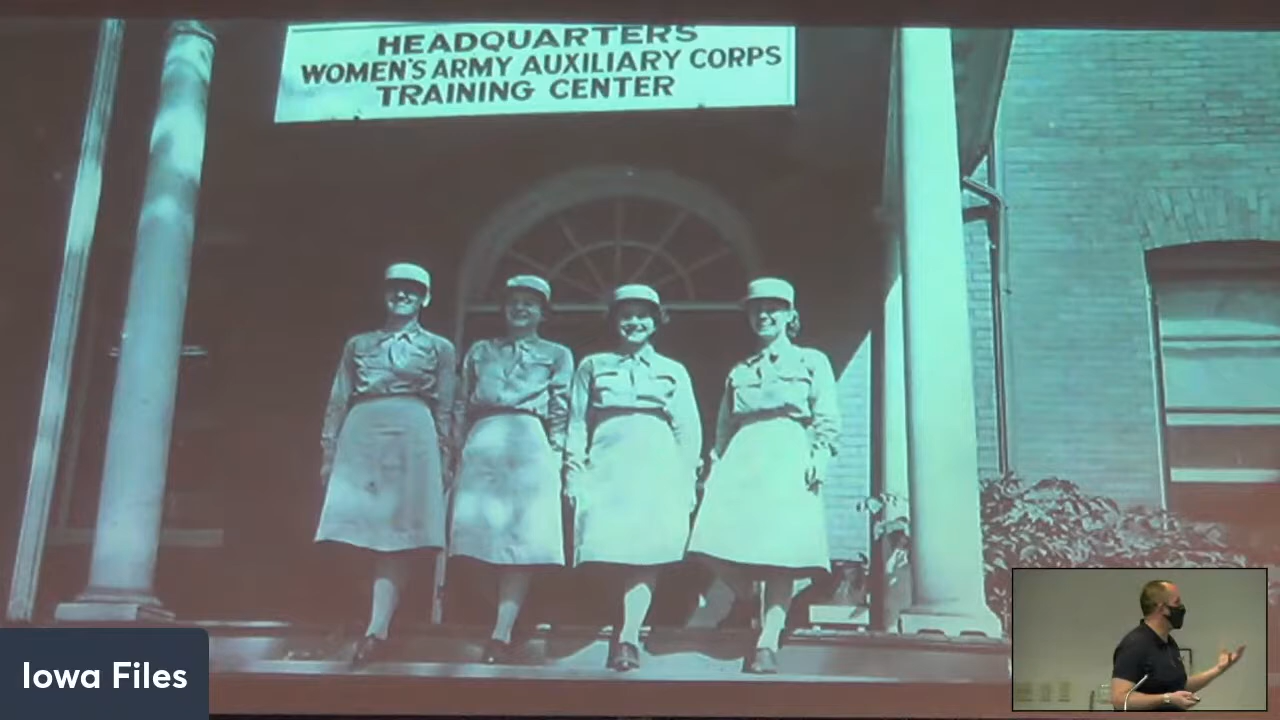 HEADQUARTERS
WOMEN'S ARMY AUXILIARY CORPS
TRAINING CENTER
Iowa Files